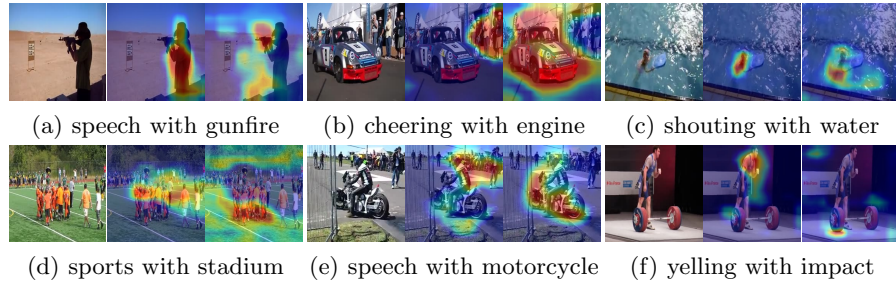 (a) speech with gunfire (b) cheering with engine (c) shouting with water
(d) sports with stadium (e) speech with motorcycle (f) yelling with impact